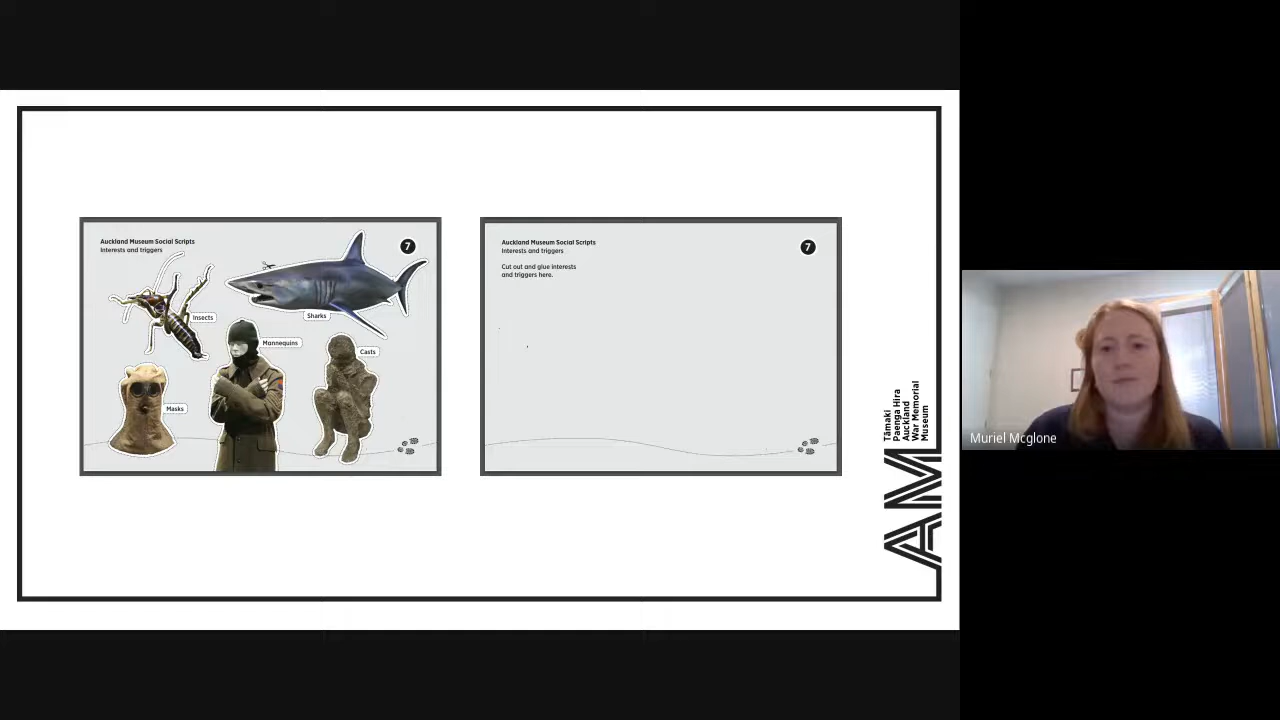 Auckland Museum Social Scripts
Interests and triggers
7
Insects
Sharks
Mannequins
Casts
Masks
Auckland Museum Social Scripts
Interests and triggers
7
Cut out and glue interests
and triggers here.
Tāmaki
Paenga Hira
Auckland
War Memorial
Museum
AM
Muriel Mcglone